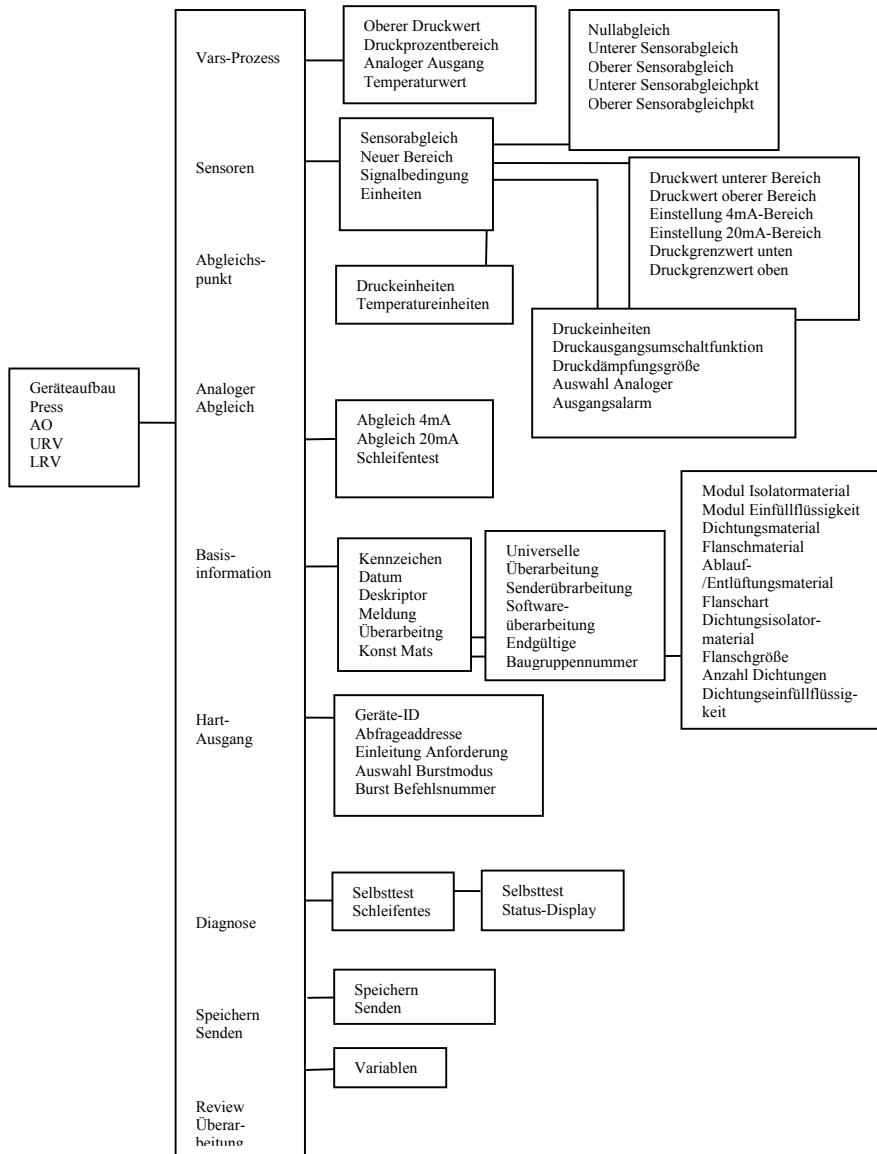 Geräteaufbau
Press
AO
URV
LRV
Vars-Prozess
Sensoren
Abgleichs-
punkt
Analoger
Abgleich
Basis-
information
Hart-
Ausgang
Diagnose
Speichern
Senden
Review
Überar-
beitung
Oberer Druckwert
Druckprozentbereich
Analoger Ausgang
Temperaturwert
Sensorabgleich
Neuer Bereich
Signalbedingung
Einheiten
Nullabgleich
Unterer Sensorabgleich
Oberer Sensorabgleich
Unterer Sensorabgleichpkt
Oberer Sensorabgleichpkt
Druckwert unterer Bereich
Druckwert oberer Bereich
Einstellung 4mA-Bereich
Einstellung 20mA-Bereich
Druckgrenzwert unten
Druckgrenzwert oben
Druckeinheiten
Temperatureinheiten
Druckeinheiten
Druckausgangsumschaltfunktion
Druckdämpfungsgröße
Auswahl Analoger
Ausgangsalarm
Abgleich 4mA
Abgleich 20mA
Schleifentest
Kennzeichen
Datum
Deskriptor
Meldung
Überarbeitng
Konst Mats
Universelle
Überarbeitung
Senderübrarbeitung
Software-
überarbeitung
Endgültige
Baugruppennummer
Modul Isolatormaterial
Modul Einfüllflüssigkeit
Dichtungsmaterial
Flanschmaterial
Ablauf-
/Entlüftungsmaterial
Flanschart
Dichtungsisolator-
material
Flanschgröße
Anzahl Dichtungen
Dichtungseinfüllflüssig-
keit
Geräte-ID
Abfrageaddresse
Einleitung Anforderung
Auswahl Burstmodus
Burst Befehlsnummer
Selbsttest
Schleifentes
Selbsttest
Status-Display
Speichern
Senden
Variablen